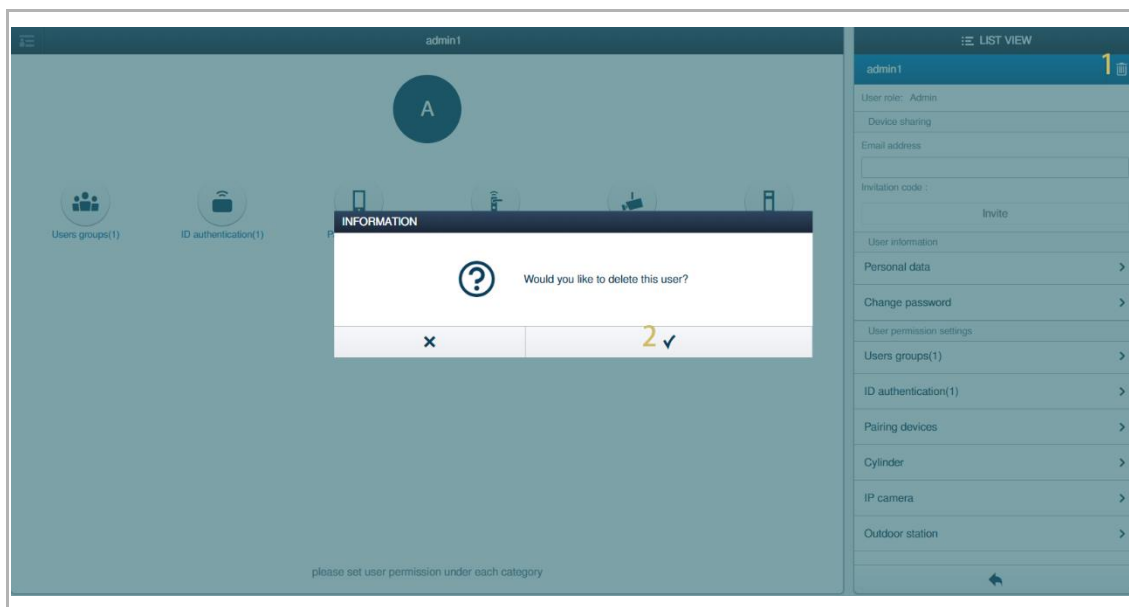 admin1
A
Users groups(1)
ID authentication(1)
INFORMATION
Would you like to delete this user?
2
please set user permission under each category
LIST VIEW
admin1
1
User role: Admin
Device sharing
Email address
Invitation code :
Invite
User information
Personal data
Change password
User permission settings
Users groups(1)
ID authentication(1)
Pairing devices
Cylinder
IP camera
Outdoor station